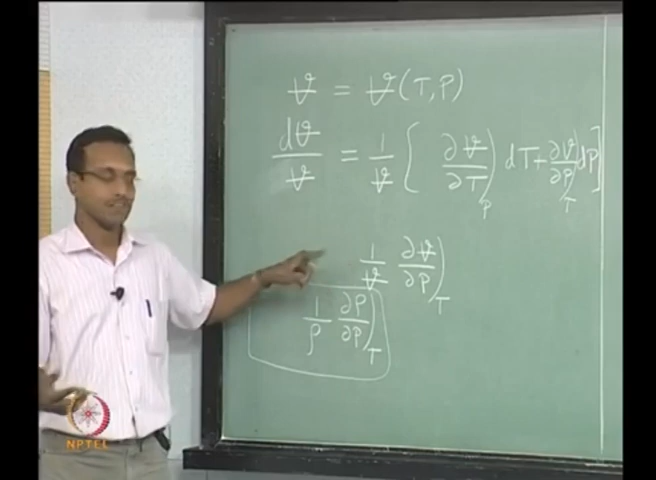 V = V(T, P)
dV/V = 1/V { ∂V/∂T)_P dT + ∂V/∂P)_T dP]
1/V ∂V/∂P)_T
1/ρ ∂ρ/∂P)_T
NPTEL